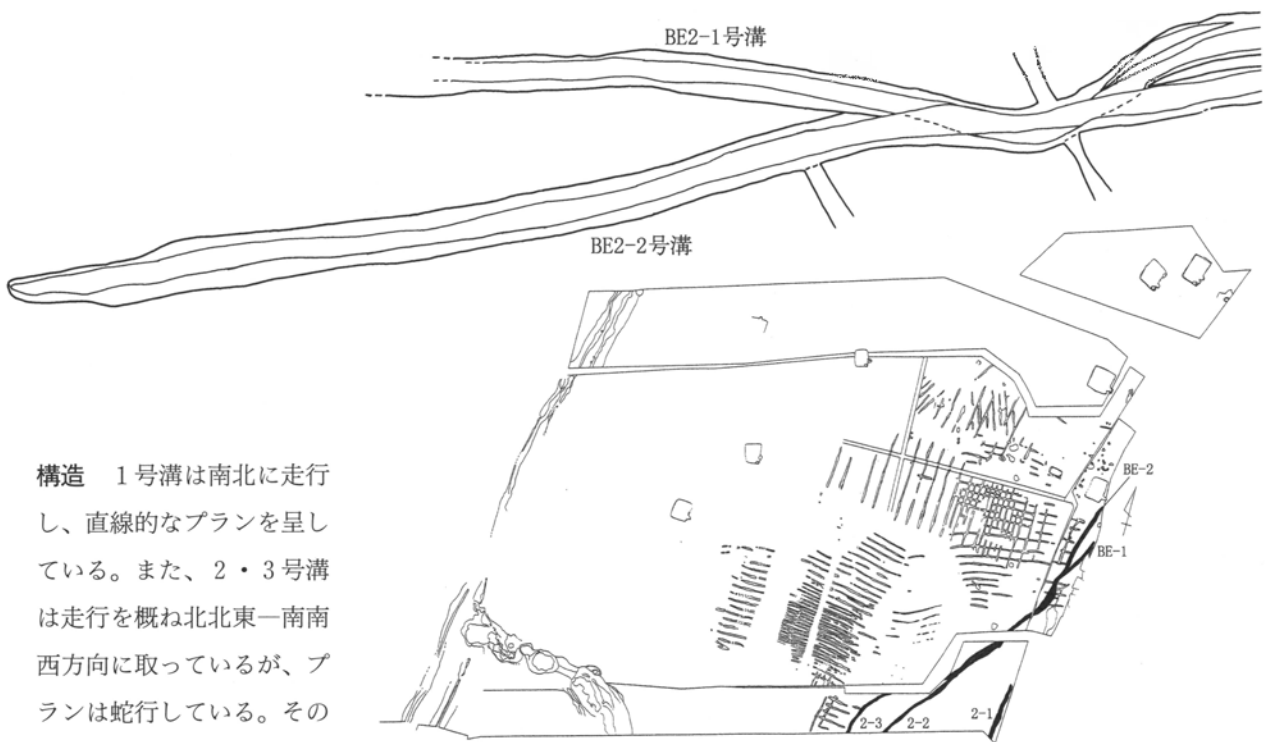 BE2-1号溝
BE2-2号溝
構造　1号溝は南北に走行
し、直線的なプランを呈し
ている。また、2・3号溝
は走行を概ね北北東―南南
西方向に取っているが、プ
ランは蛇行している。その
BE-2
BE-1
2-3
2-2
2-1